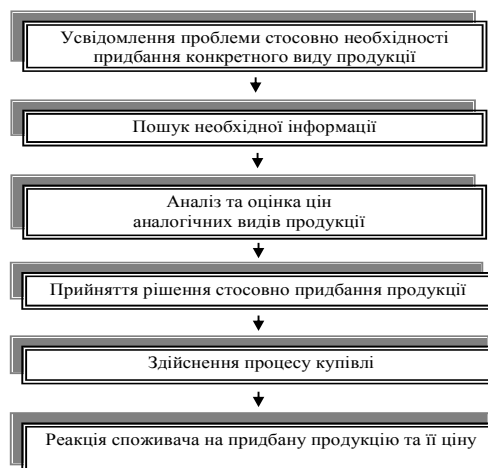 Усвідомлення проблеми стосовно необхідності
придбання конкретного виду продукції
Пошук необхідної інформації
Аналіз та оцінка цін
аналогічних видів продукції
Прийняття рішення стосовно придбання продукції
Здійснення процесу купівлі
Реакція споживача на придбану продукцію та її ціну